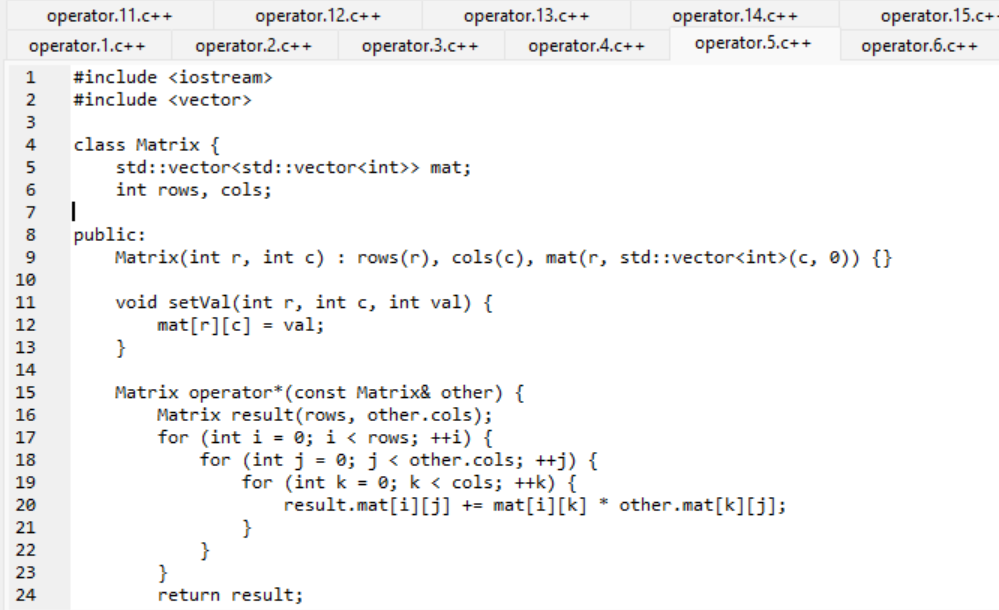 operator.11.c++ operator.12.c++ operator.13.c++ operator.14.c++ operator.15.c++
operator.1.c++ operator.2.c++ operator.3.c++ operator.4.c++ operator.5.c++ operator.6.c++
1 #include <iostream>
2 #include <vector>
3
4 class Matrix {
5     std::vector<std::vector<int>> mat;
6     int rows, cols;
7
8 public:
9     Matrix(int r, int c) : rows(r), cols(c), mat(r, std::vector<int>(c, 0)) {}
10
11     void setVal(int r, int c, int val) {
12         mat[r][c] = val;
13     }
14
15     Matrix operator*(const Matrix& other) {
16         Matrix result(rows, other.cols);
17         for (int i = 0; i < rows; ++i) {
18             for (int j = 0; j < other.cols; ++j) {
19                 for (int k = 0; k < cols; ++k) {
20                     result.mat[i][j] += mat[i][k] * other.mat[k][j];
21                 }
22             }
23         }
24         return result;